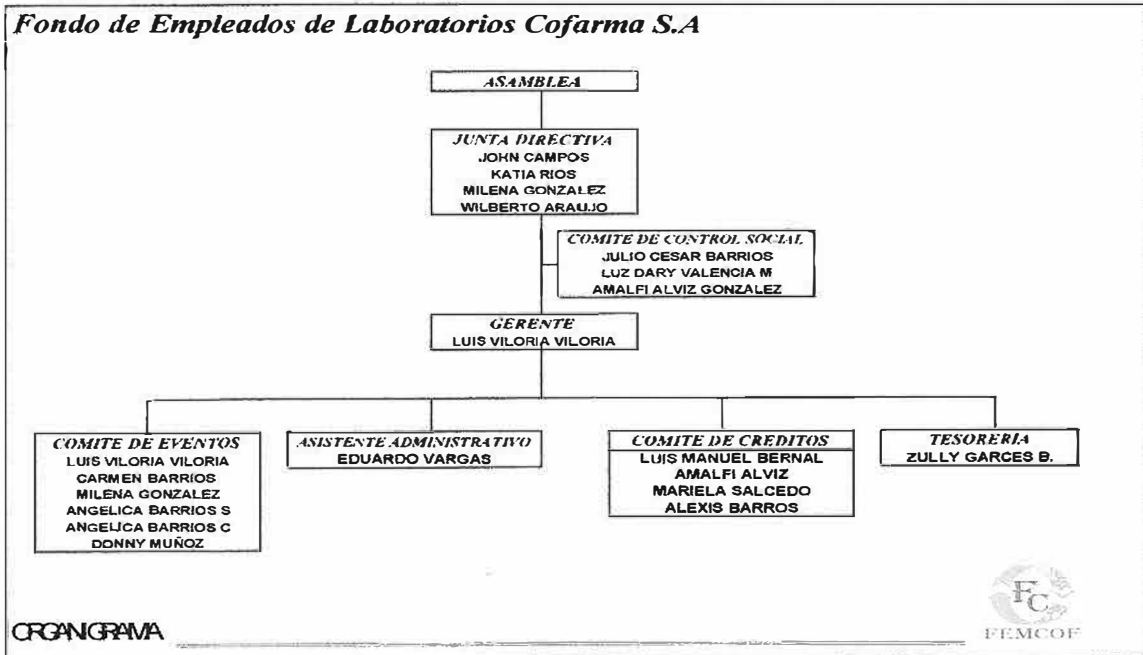 Fondo de Empleados de Laboratorios Cofarma S.A
ASAMBLEA
JUNTA DIRECTIVA
JOHN CAMPOS
KATIA RIOS
MILENA GONZALEZ
WILBERTO ARAUJO
COMITE DE CONTROL SOCIAL
JULIO CESAR BARRIOS
LUZ DARY VALENCIA M
AMALFI ALVIZ GONZALEZ
GERENTE
LUIS VILORIA VILORIA
COMITE DE EVENTOS
LUIS VILORIA VILORIA
CARMEN BARRIOS
MILENA GONZALEZ
ANGELICA BARRIOS S
ANGELICA BARRIOS C
DONNY MUÑOZ
ASISTENTE ADMINISTRATIVO
EDUARDO VARGAS
COMITE DE CREDITOS
LUIS MANUEL BERNAL
AMALFI ALVIZ
MARIELA SALCEDO
ALEXIS BARROS
TESORERIA
ZULLY GARCES B.
FC
FEMCOF
ORGANIGRAMA